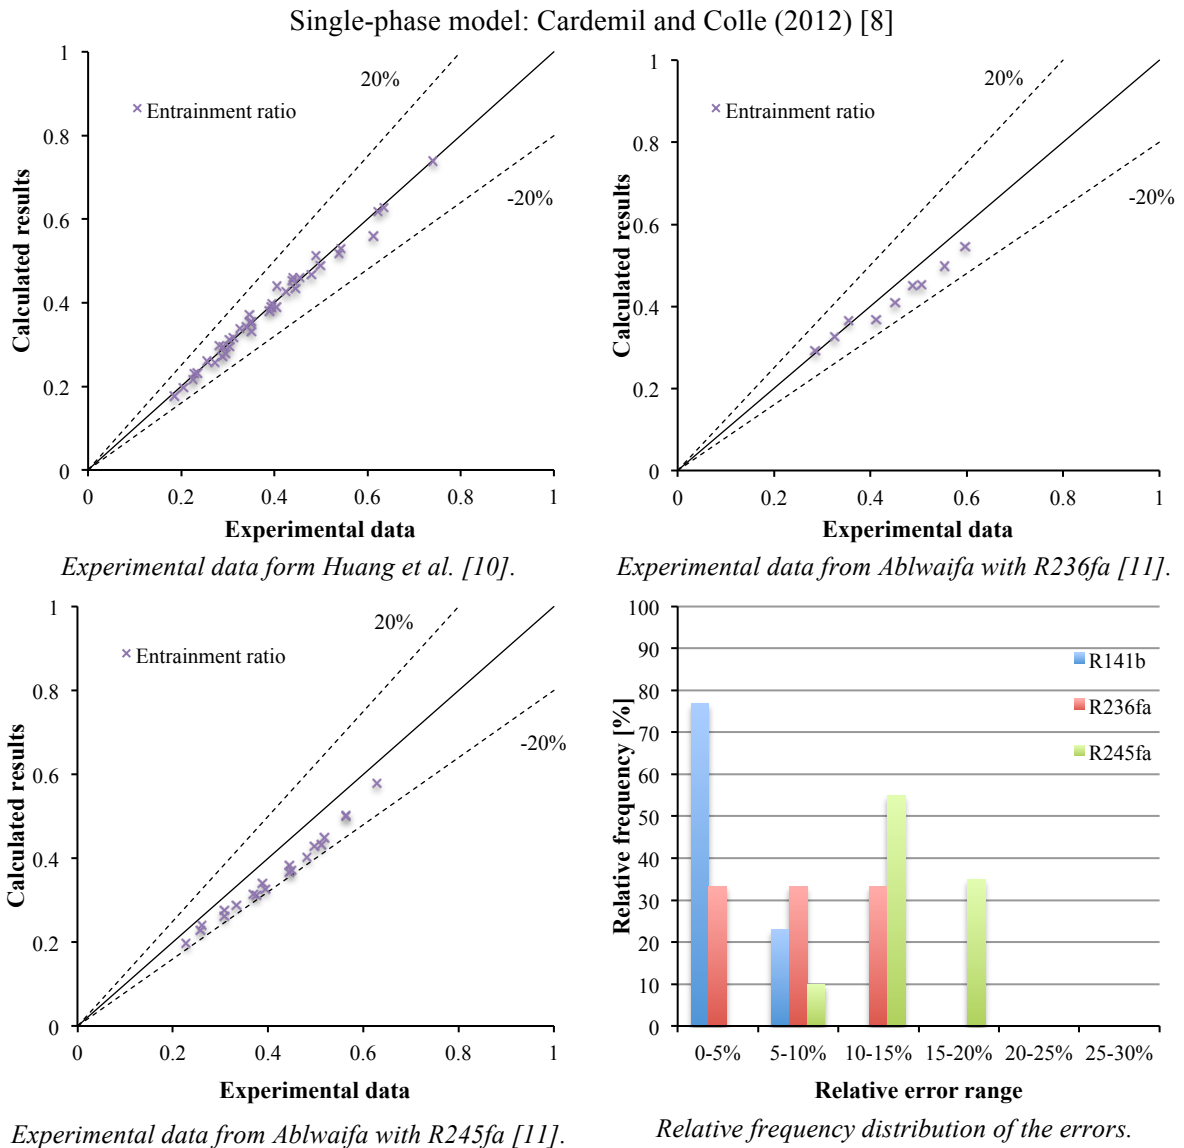 Single-phase model: Cardemil and Colle (2012) [8]
1
0.8
0.6
0.4
0.2
0
Calculated results
20%
Entrainment ratio
-20%
0 0.2 0.4 0.6 0.8 1
Experimental data
Experimental data form Huang et al. [10].
1
0.8
0.6
0.4
0.2
0
Calculated results
20%
Entrainment ratio
-20%
0 0.2 0.4 0.6 0.8 1
Experimental data
Experimental data from Ablwaifa with R236fa [11].
1
0.8
0.6
0.4
0.2
0
Calculated results
20%
Entrainment ratio
-20%
0 0.2 0.4 0.6 0.8 1
Experimental data
Experimental data from Ablwaifa with R245fa [11].
100
90
80
70
60
50
40
30
20
10
0
Relative frequency [%]
R141b
R236fa
R245fa
0-5% 5-10% 10-15% 15-20% 20-25% 25-30%
Relative error range
Relative frequency distribution of the errors.